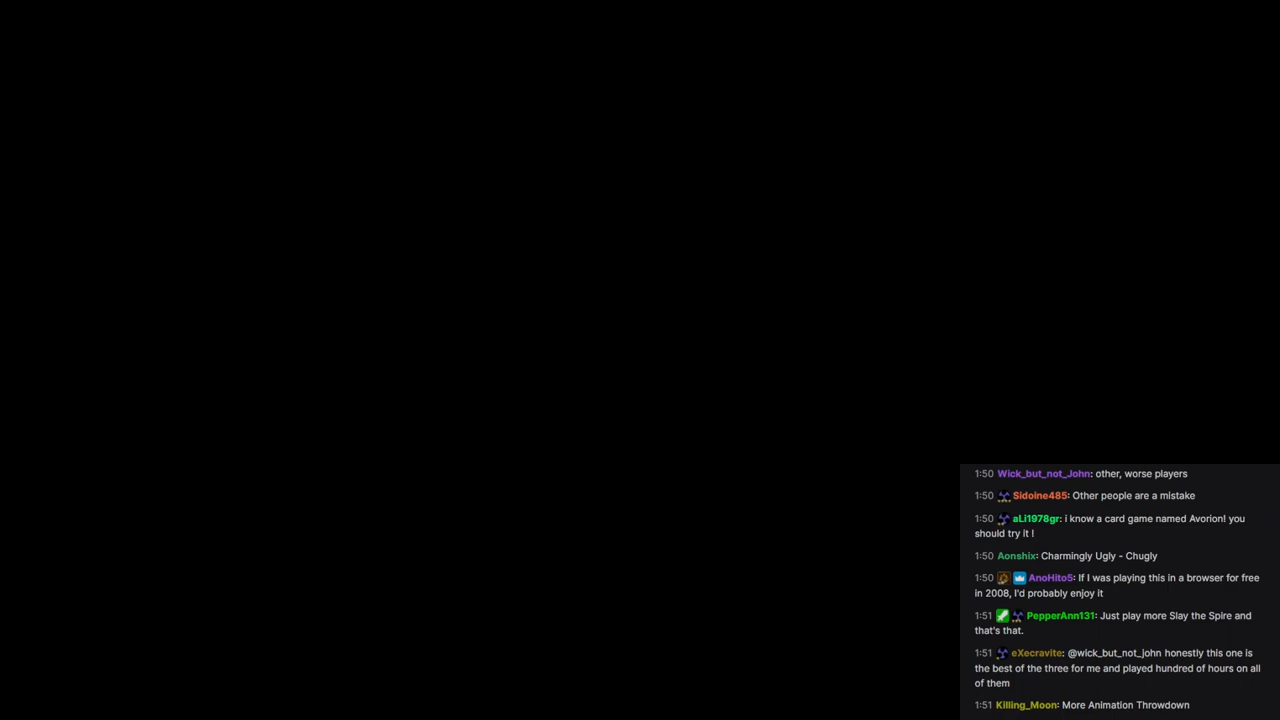 1:50 Wick_but_not_John: other, worse players
1:50 Sidoine485: Other people are a mistake
1:50 aLi1978gr: i know a card game named Avorion! you
should try it !
1:50 Aonshix: Charmingly Ugly - Chugly
1:50 AnoHito5: If I was playing this in a browser for free
in 2008, I'd probably enjoy it
1:51 PepperAnn131: Just play more Slay the Spire and
that's that.
1:51 eXecravite: @wick_but_not_john honestly this one is
the best of the three for me and played hundred of hours on all
of them
1:51 Killing_Moon: More Animation Throwdown